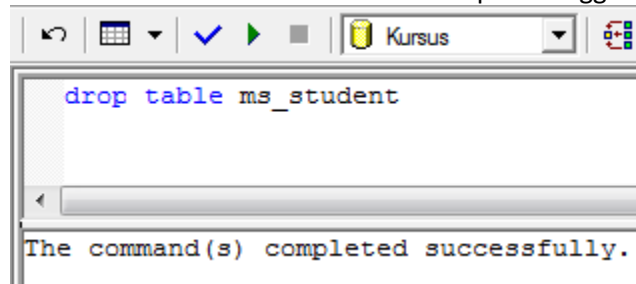 Kursus
drop table ms_student
The command(s) completed successfully.